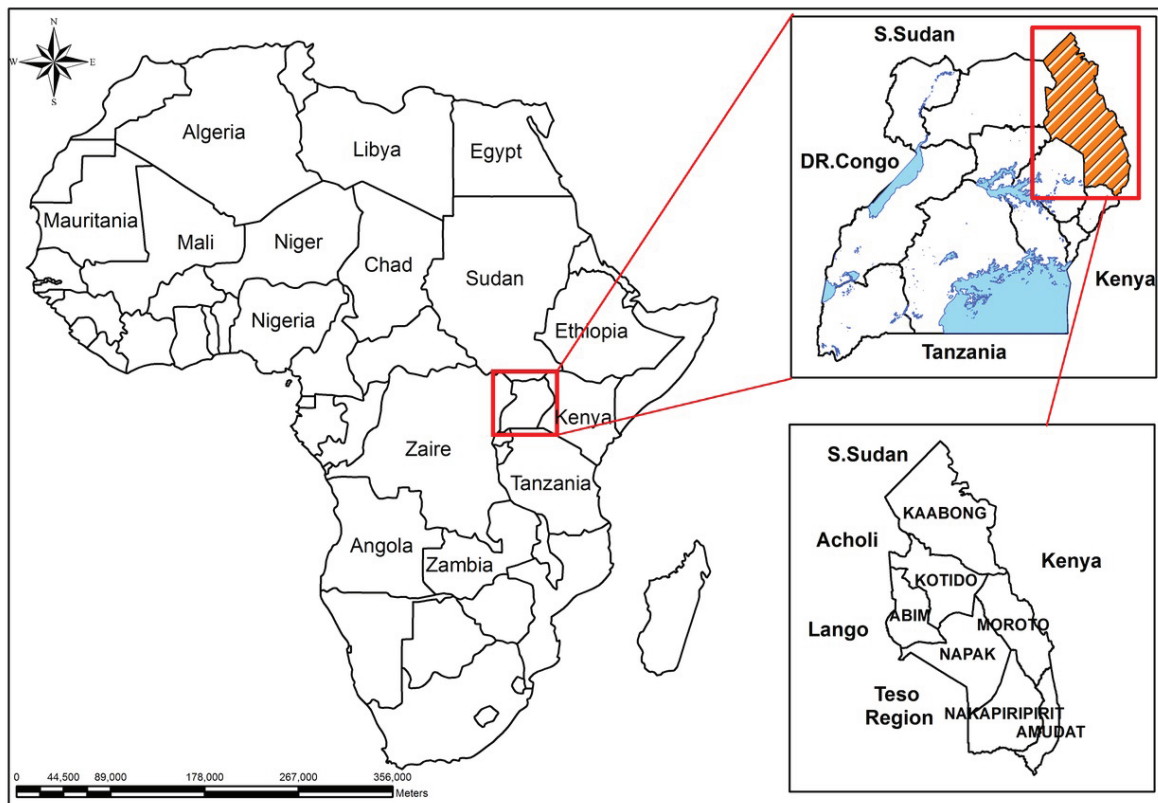 N
W
E
S
Algeria
Libya
Egypt
Mauritania
Mali
Niger
Chad
Sudan
Nigeria
Ethiopia
Kenya
Zaire
Tanzania
Angola
Zambia
0 44,500 89,000 178,000 267,000 356,000
Meters
S.Sudan
DR.Congo
Kenya
Tanzania
S.Sudan
KAABONG
Acholi
Kenya
KOTIDO
ABIM
MOROTO
Lango
NAPAK
Teso
Region
NAKAPIRIPIRIT
AMUDAT